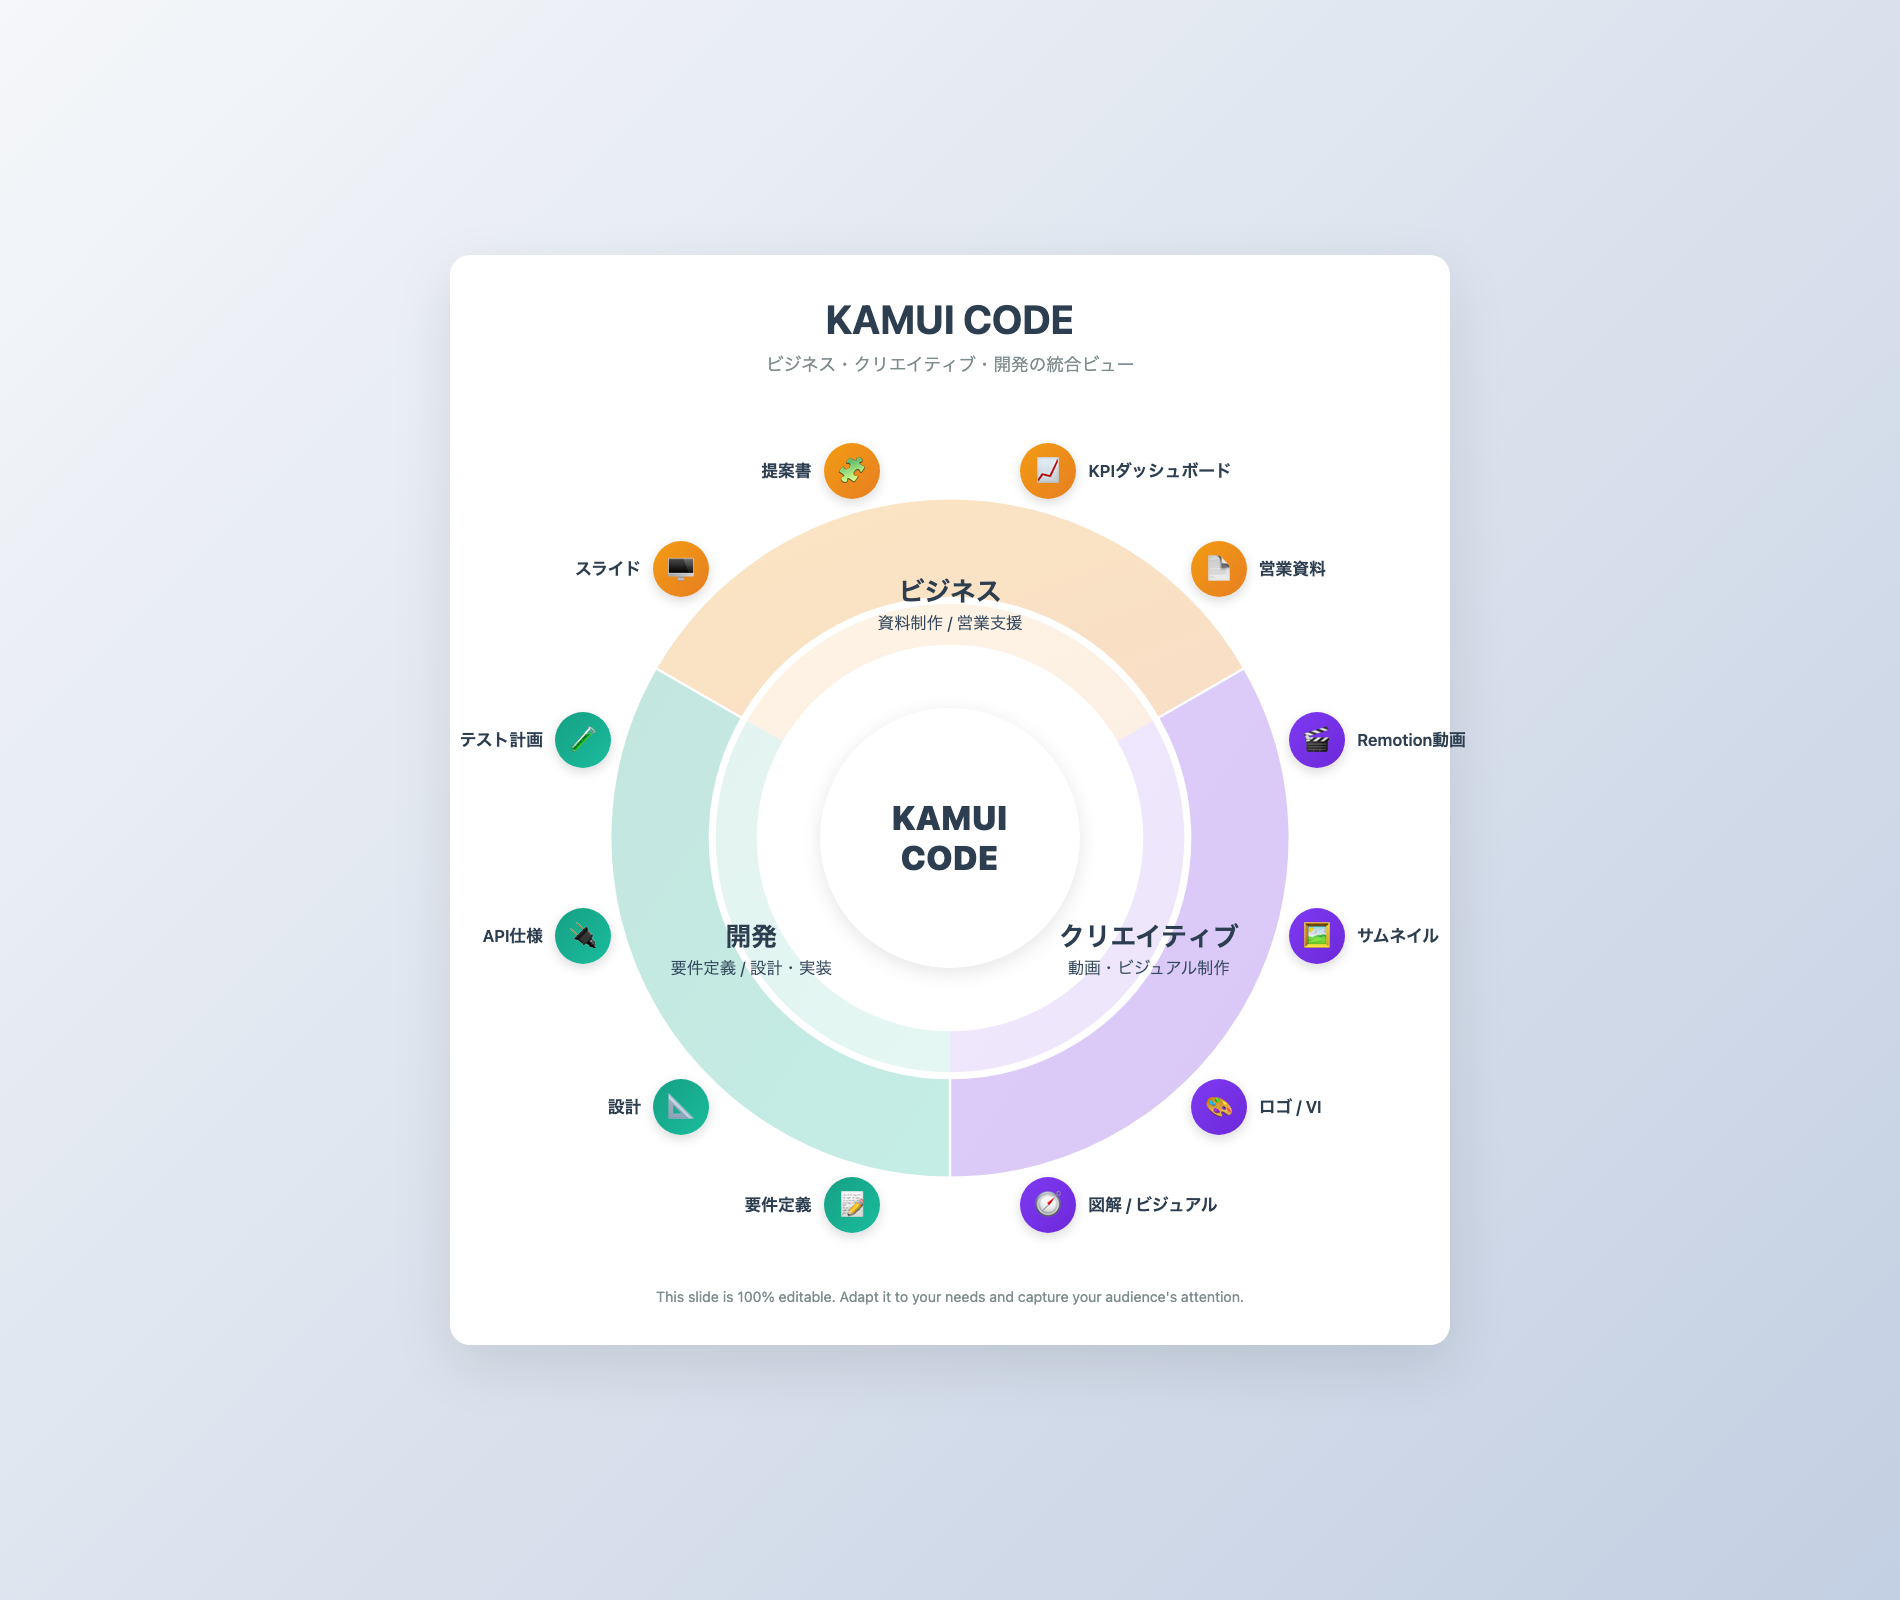 KAMUI CODE
ビジネス・クリエイティブ・開発の統合ビュー
提案書
KPIダッシュボード
スライド
営業資料
ビジネス
資料制作 / 営業支援
テスト計画
Remotion動画
KAMUI
CODE
API仕様
開発
要件定義 / 設計・実装
クリエイティブ
動画・ビジュアル制作
サムネイル
設計
ロゴ / VI
要件定義
図解 / ビジュアル
This slide is 100% editable. Adapt it to your needs and capture your audience's attention.